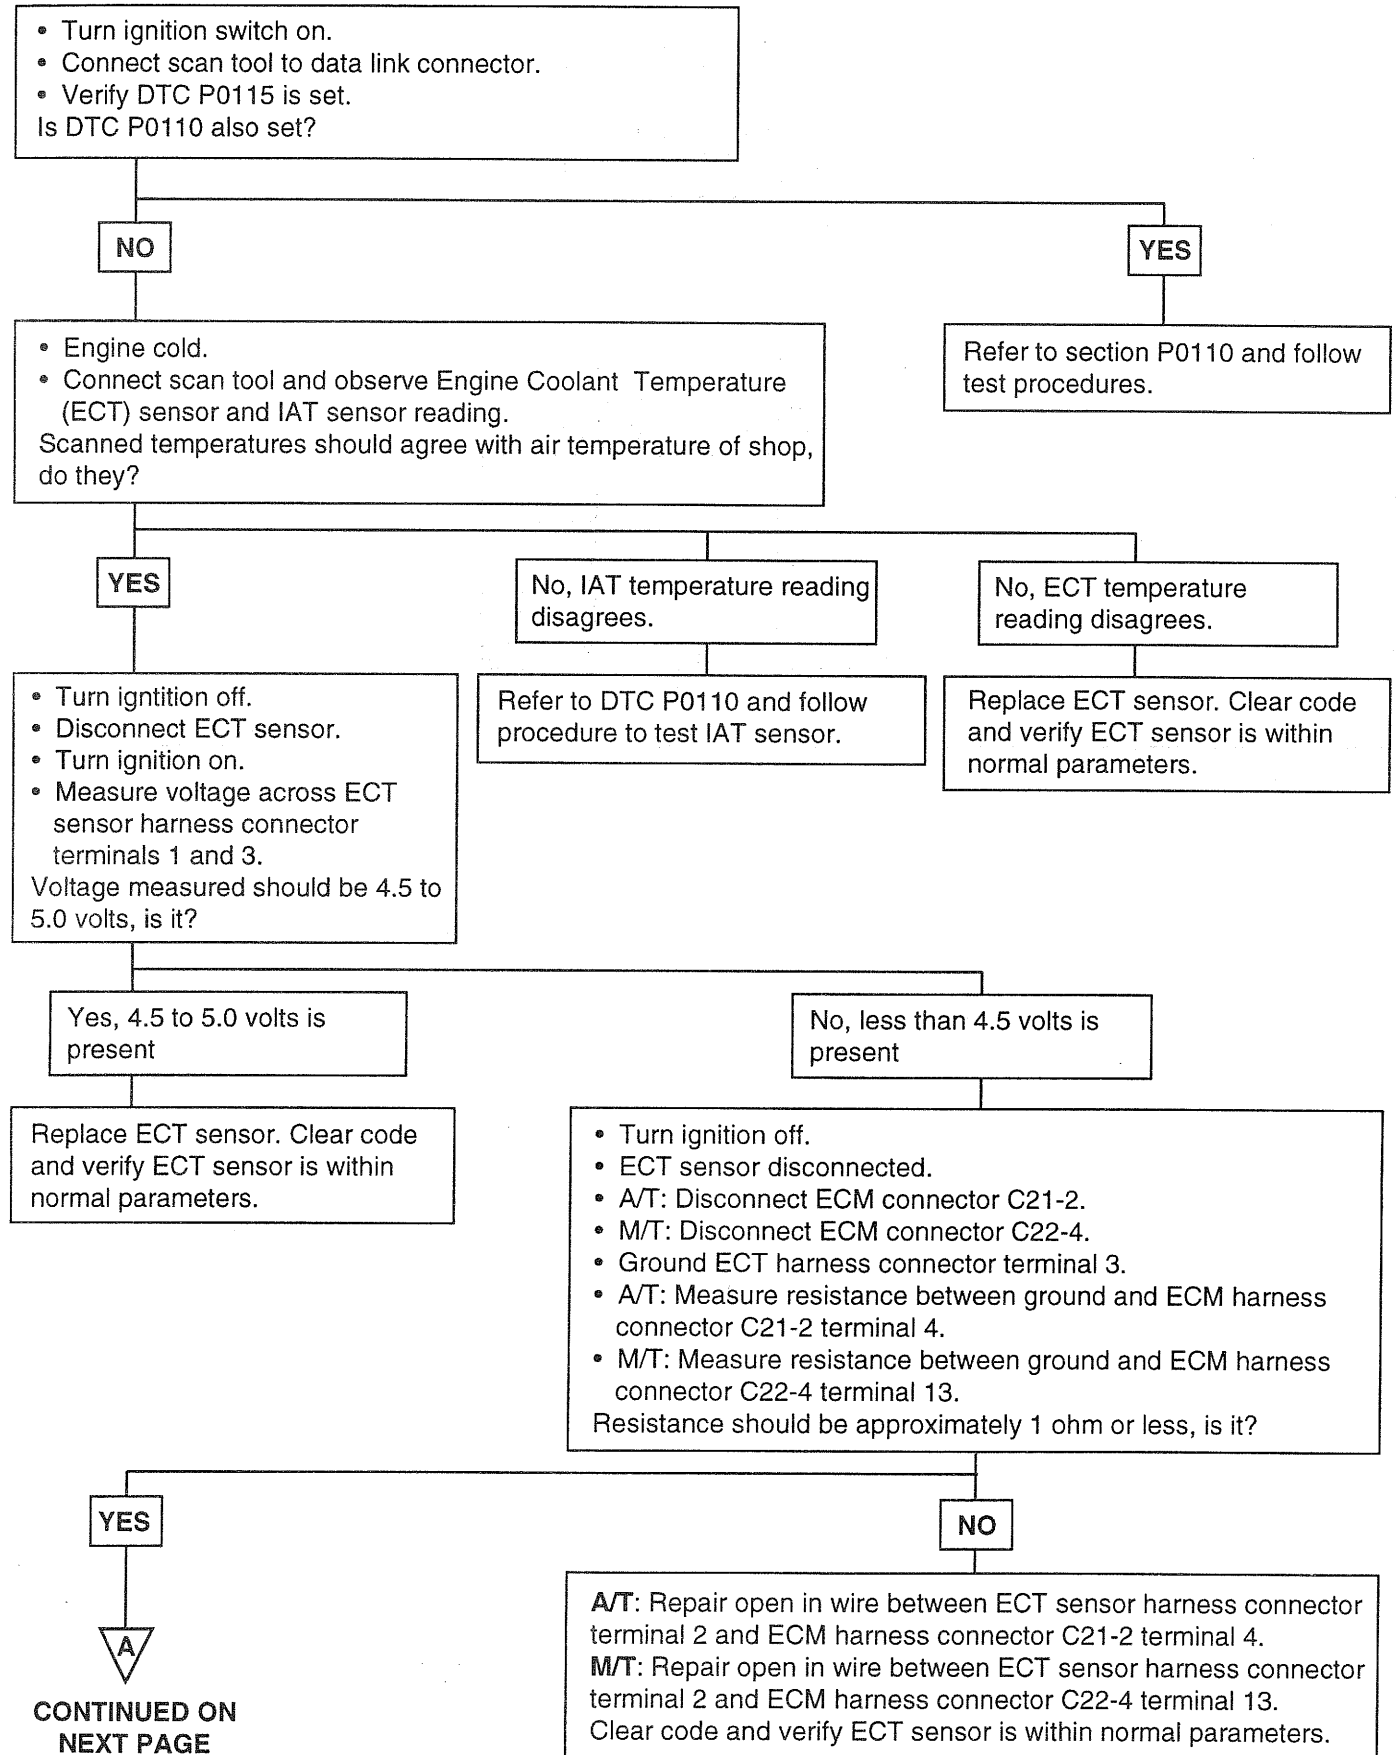 • Turn ignition switch on.
• Connect scan tool to data link connector.
• Verify DTC P0115 is set.
Is DTC P0110 also set?
NO
YES
• Engine cold.
• Connect scan tool and observe Engine Coolant Temperature
(ECT) sensor and IAT sensor reading.
Scanned temperatures should agree with air temperature of shop,
do they?
Refer to section P0110 and follow
test procedures.
YES
No, IAT temperature reading
disagrees.
No, ECT temperature
reading disagrees.
• Turn igntition off.
• Disconnect ECT sensor.
• Turn ignition on.
• Measure voltage across ECT
sensor harness connector
terminals 1 and 3.
Voltage measured should be 4.5 to
5.0 volts, is it?
Refer to DTC P0110 and follow
procedure to test IAT sensor.
Replace ECT sensor. Clear code
and verify ECT sensor is within
normal parameters.
Yes, 4.5 to 5.0 volts is
present
No, less than 4.5 volts is
present
Replace ECT sensor. Clear code
and verify ECT sensor is within
normal parameters.
• Turn ignition off.
• ECT sensor disconnected.
• A/T: Disconnect ECM connector C21-2.
• M/T: Disconnect ECM connector C22-4.
• Ground ECT harness connector terminal 3.
• A/T: Measure resistance between ground and ECM harness
connector C21-2 terminal 4.
• M/T: Measure resistance between ground and ECM harness
connector C22-4 terminal 13.
Resistance should be approximately 1 ohm or less, is it?
YES
NO
A
CONTINUED ON
NEXT PAGE
A/T: Repair open in wire between ECT sensor harness connector
terminal 2 and ECM harness connector C21-2 terminal 4.
M/T: Repair open in wire between ECT sensor harness connector
terminal 2 and ECM harness connector C22-4 terminal 13.
Clear code and verify ECT sensor is within normal parameters.